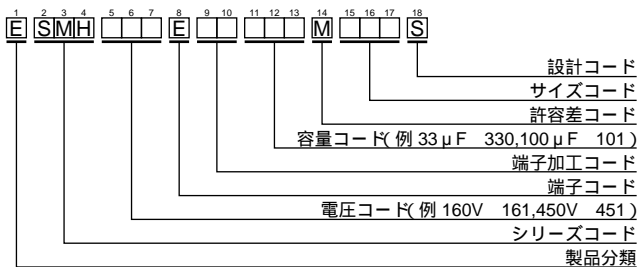 1 2 3 4 5 6 7 8 9 10 11 12 13 14 15 16 17 18
E SMH E M S
設計コード
サイズコード
許容差コード
容量コード(例 33μF 330,100μF 101)
端子加工コード
端子コード
電圧コード(例 160V 161,450V 451)
シリーズコード
製品分類